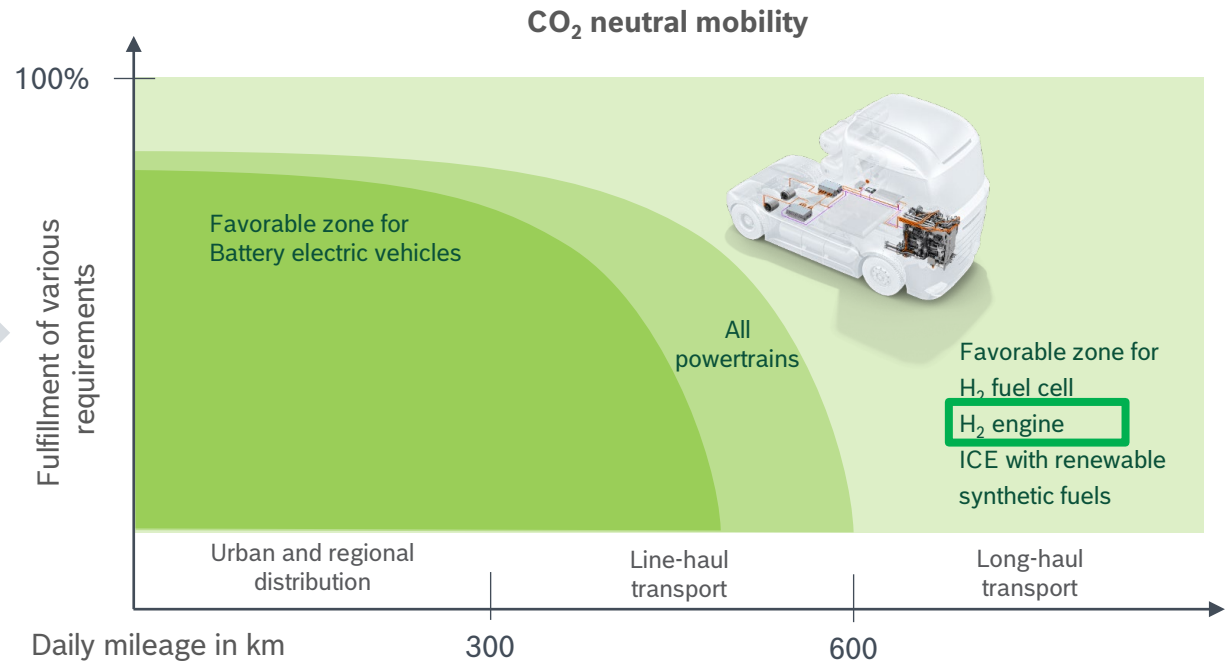 CO₂ neutral mobility
100%
Fulfillment of various
requirements
Favorable zone for
Battery electric vehicles
All
powertrains
Favorable zone for
H₂ fuel cell
H₂ engine
ICE with renewable
synthetic fuels
Urban and regional
distribution
Line-haul
transport
Long-haul
transport
Daily mileage in km
300
600